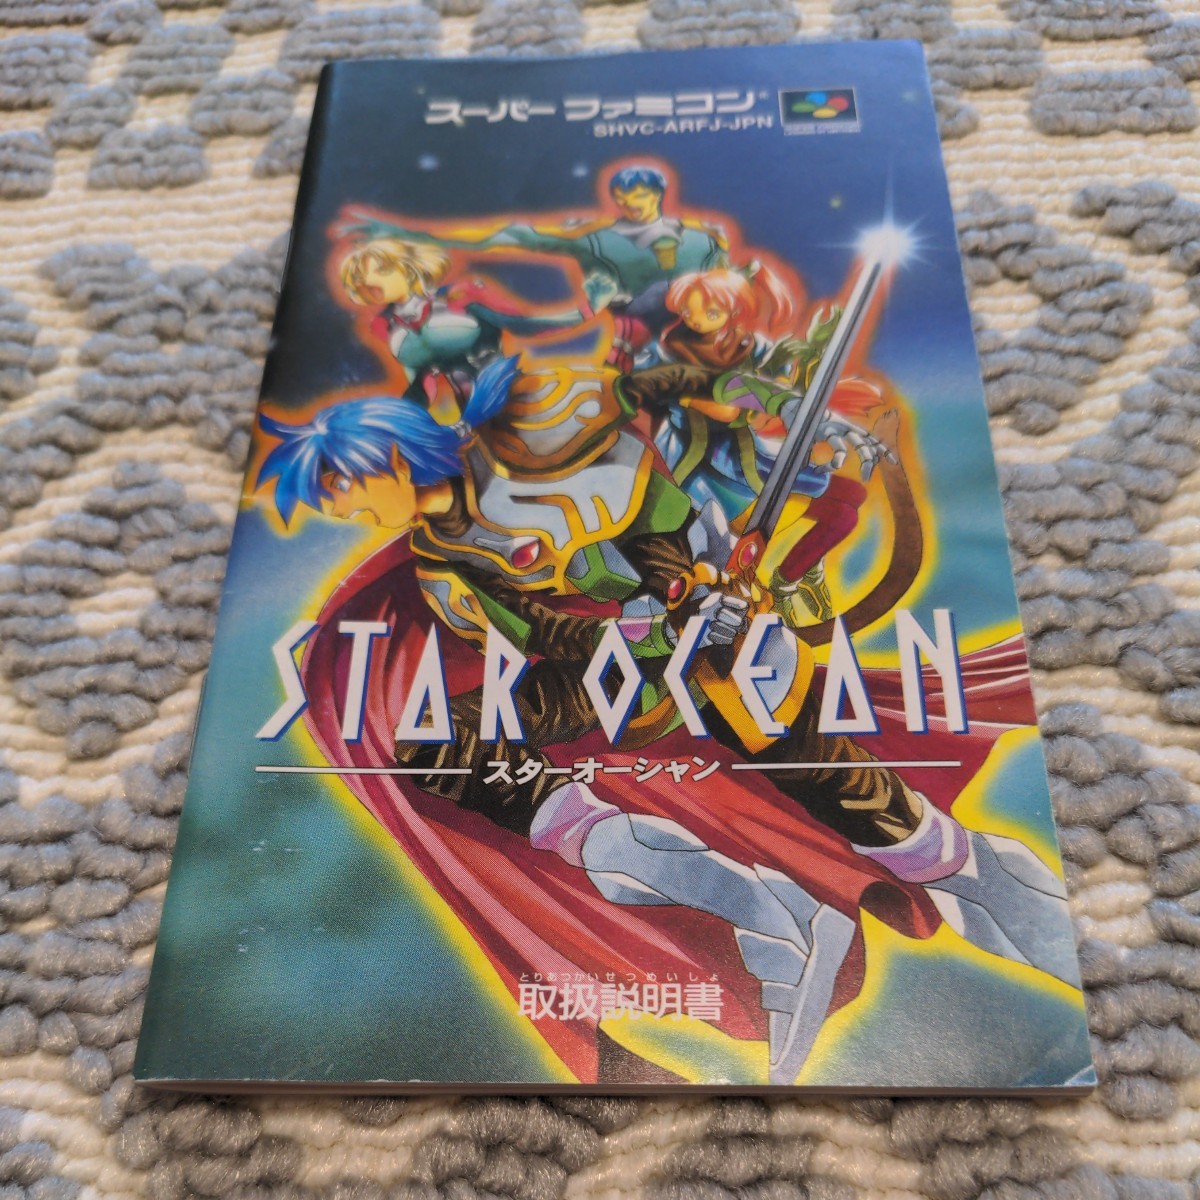 スーパーファミコン®
SHVC-ARFJ-JPN
STAR OCEAN
スターオーシャン
とりあつかいせつめいしょ
取扱説明書